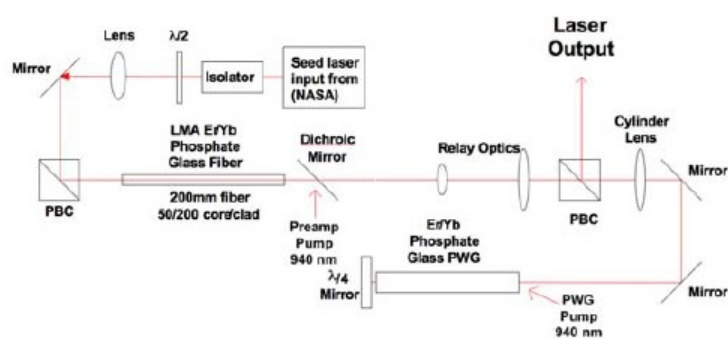 Laser
Output
Lens
λ/2
Mirror
Isolator
Seed laser
input from
(NASA)
Cylinder
Lens
LMA Er/Yb
Phosphate
Glass Fiber
Dichroic
Mirror
Relay Optics
Mirror
PBC
200mm fiber
50/200 core/clad
PBC
Preamp
Pump
940 nm
Er/Yb
Phosphate
Glass PWG
λ/4
Mirror
Mirror
PWG
Pump
940 nm